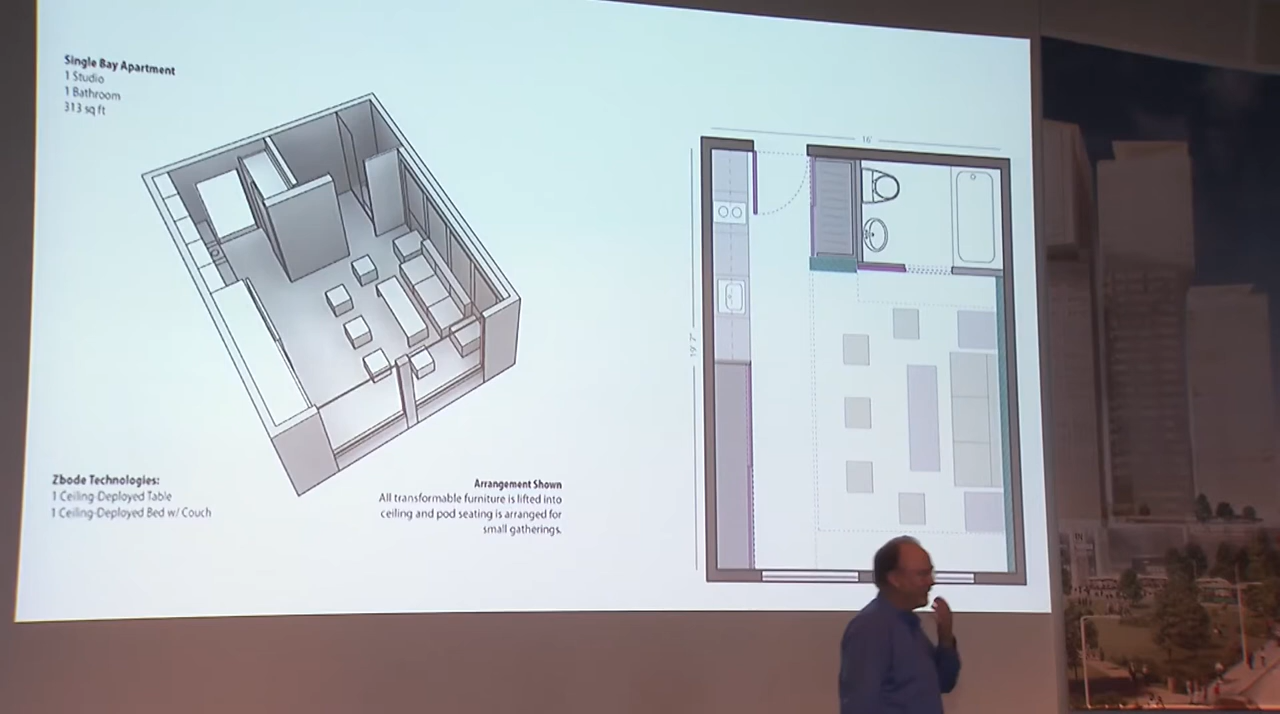 Single Bay Apartment
1 Studio
1 Bathroom
313 sq ft
16'
19' 7"
Zbode Technologies:
1 Ceiling-Deployed Table
1 Ceiling-Deployed Bed w/ Couch
Arrangement Shown
All transformable furniture is lifted into
ceiling and pod seating is arranged for
small gatherings.